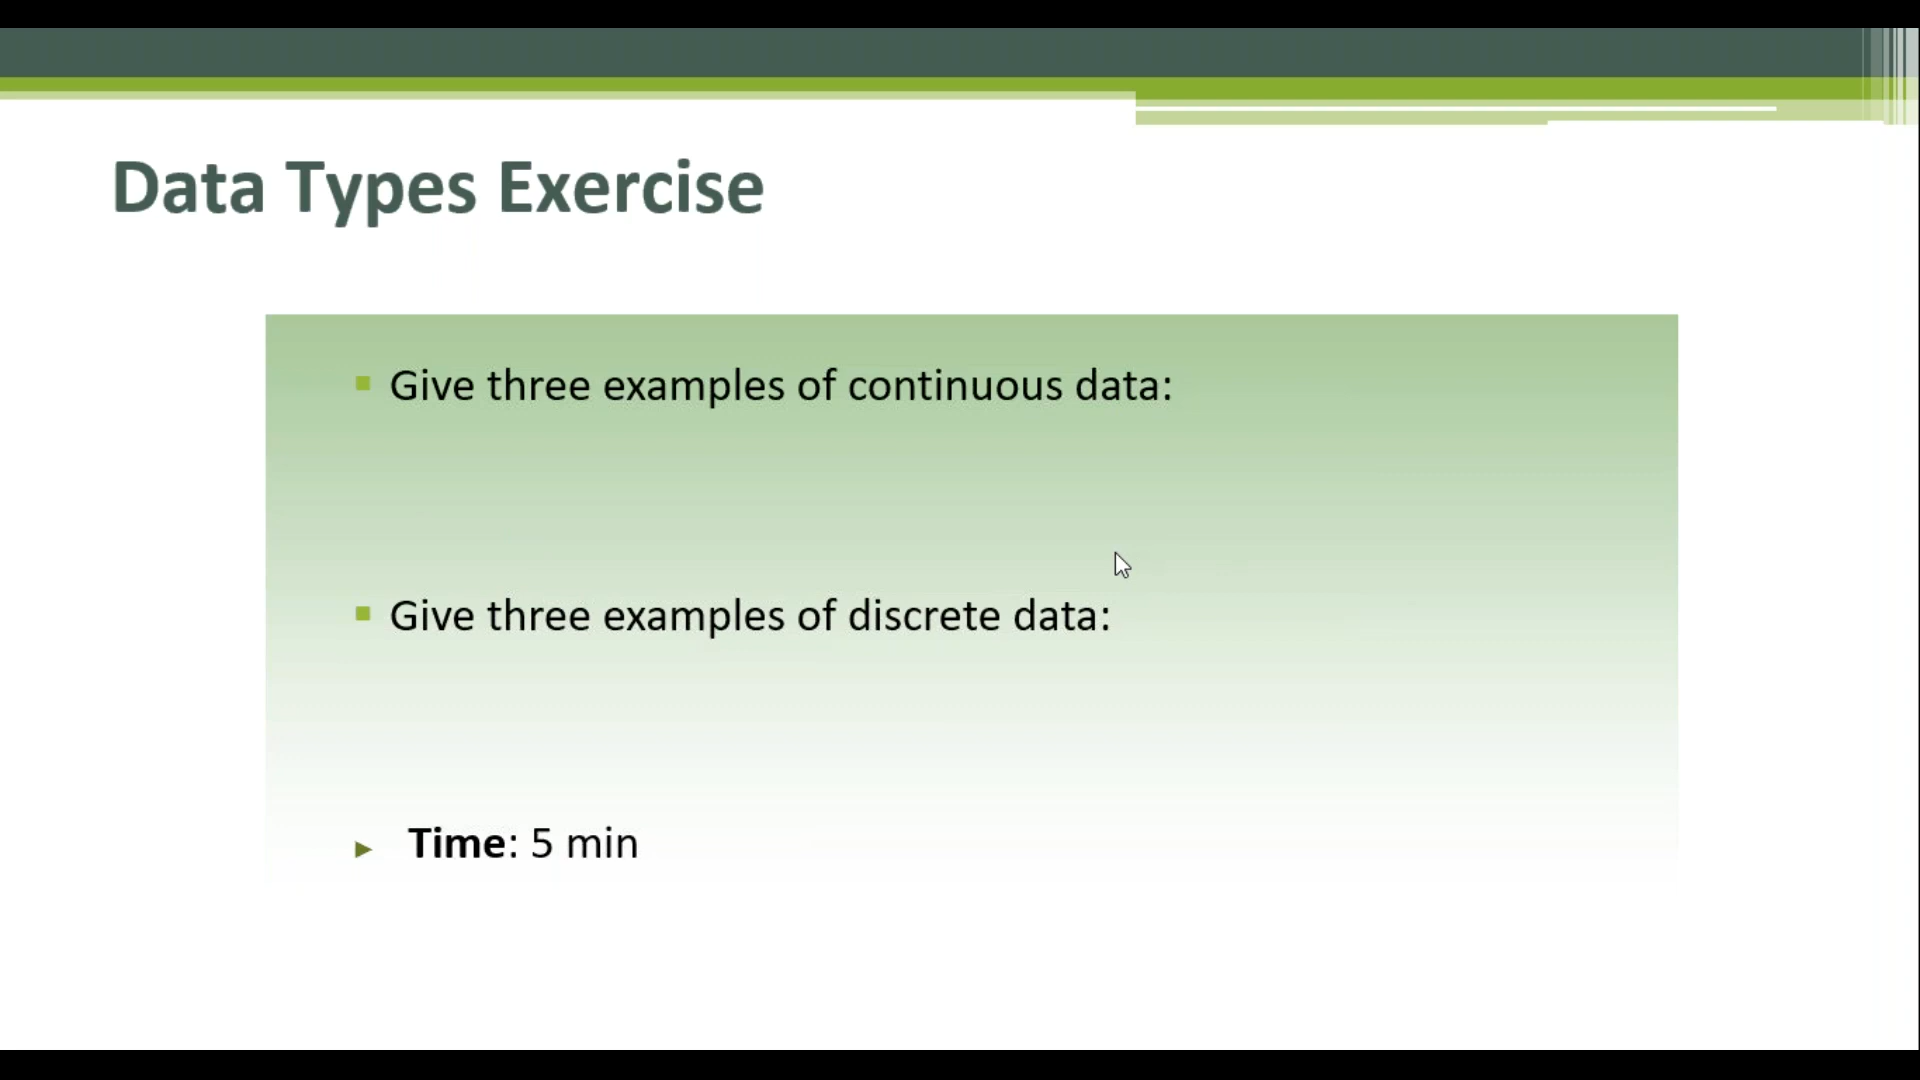 Data Types Exercise
Give three examples of continuous data:
Give three examples of discrete data:
Time: 5 min